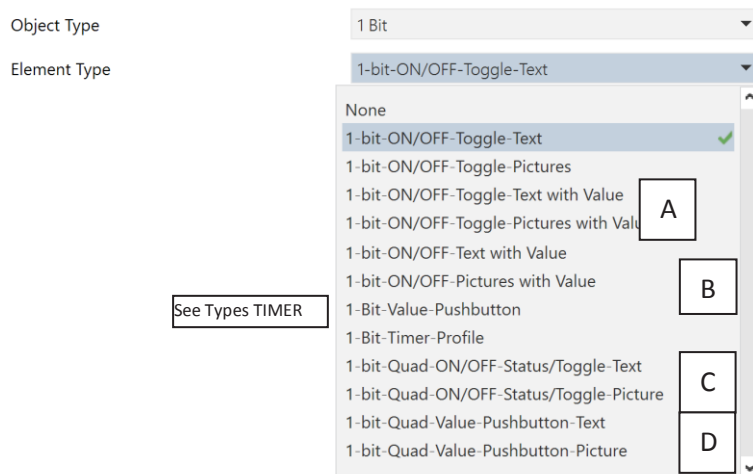 Object Type 1 Bit
Element Type 1-bit-ON/OFF-Toggle-Text
None
1-bit-ON/OFF-Toggle-Text
1-bit-ON/OFF-Toggle-Pictures
1-bit-ON/OFF-Toggle-Text with Value
A
1-bit-ON/OFF-Toggle-Pictures with Valu
1-bit-ON/OFF-Text with Value
1-bit-ON/OFF-Pictures with Value
B
See Types TIMER 1-Bit-Value-Pushbutton
1-Bit-Timer-Profile
1-bit-Quad-ON/OFF-Status/Toggle-Text
C
1-bit-Quad-ON/OFF-Status/Toggle-Picture
1-bit-Quad-Value-Pushbutton-Text
D
1-bit-Quad-Value-Pushbutton-Picture